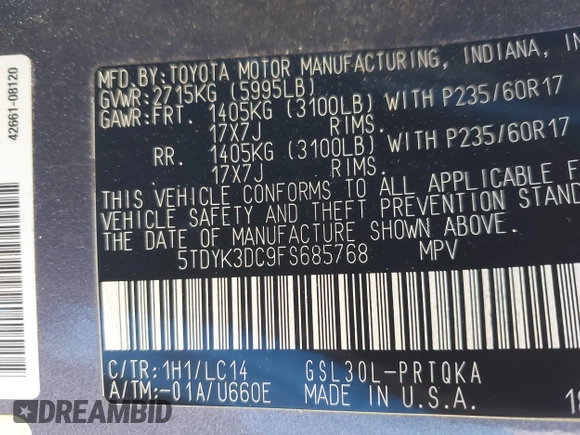 42661-08120
MFD. BY: TOYOTA MOTOR MANUFACTURING, INDIANA,
GVWR: 2715KG (5995LB)
GAWR: FRT. 1405KG (3100LB) WITH P235/60R17
17X7J RIMS.
RR. 1405KG (3100LB) WITH P235/60R17
17X7J RIMS.
THIS VEHICLE CONFORMS TO ALL APPLICABLE
VEHICLE SAFETY AND THEFT PREVENTION
THE DATE OF MANUFACTURE SHOWN ABOVE.
5TDYK3DC9FS685768 MPV
C/TR: 1H1/LC14 GSL30L-PRTQKA
A/TM: -01A/U660E MADE IN U.S.A.
DREAMBID